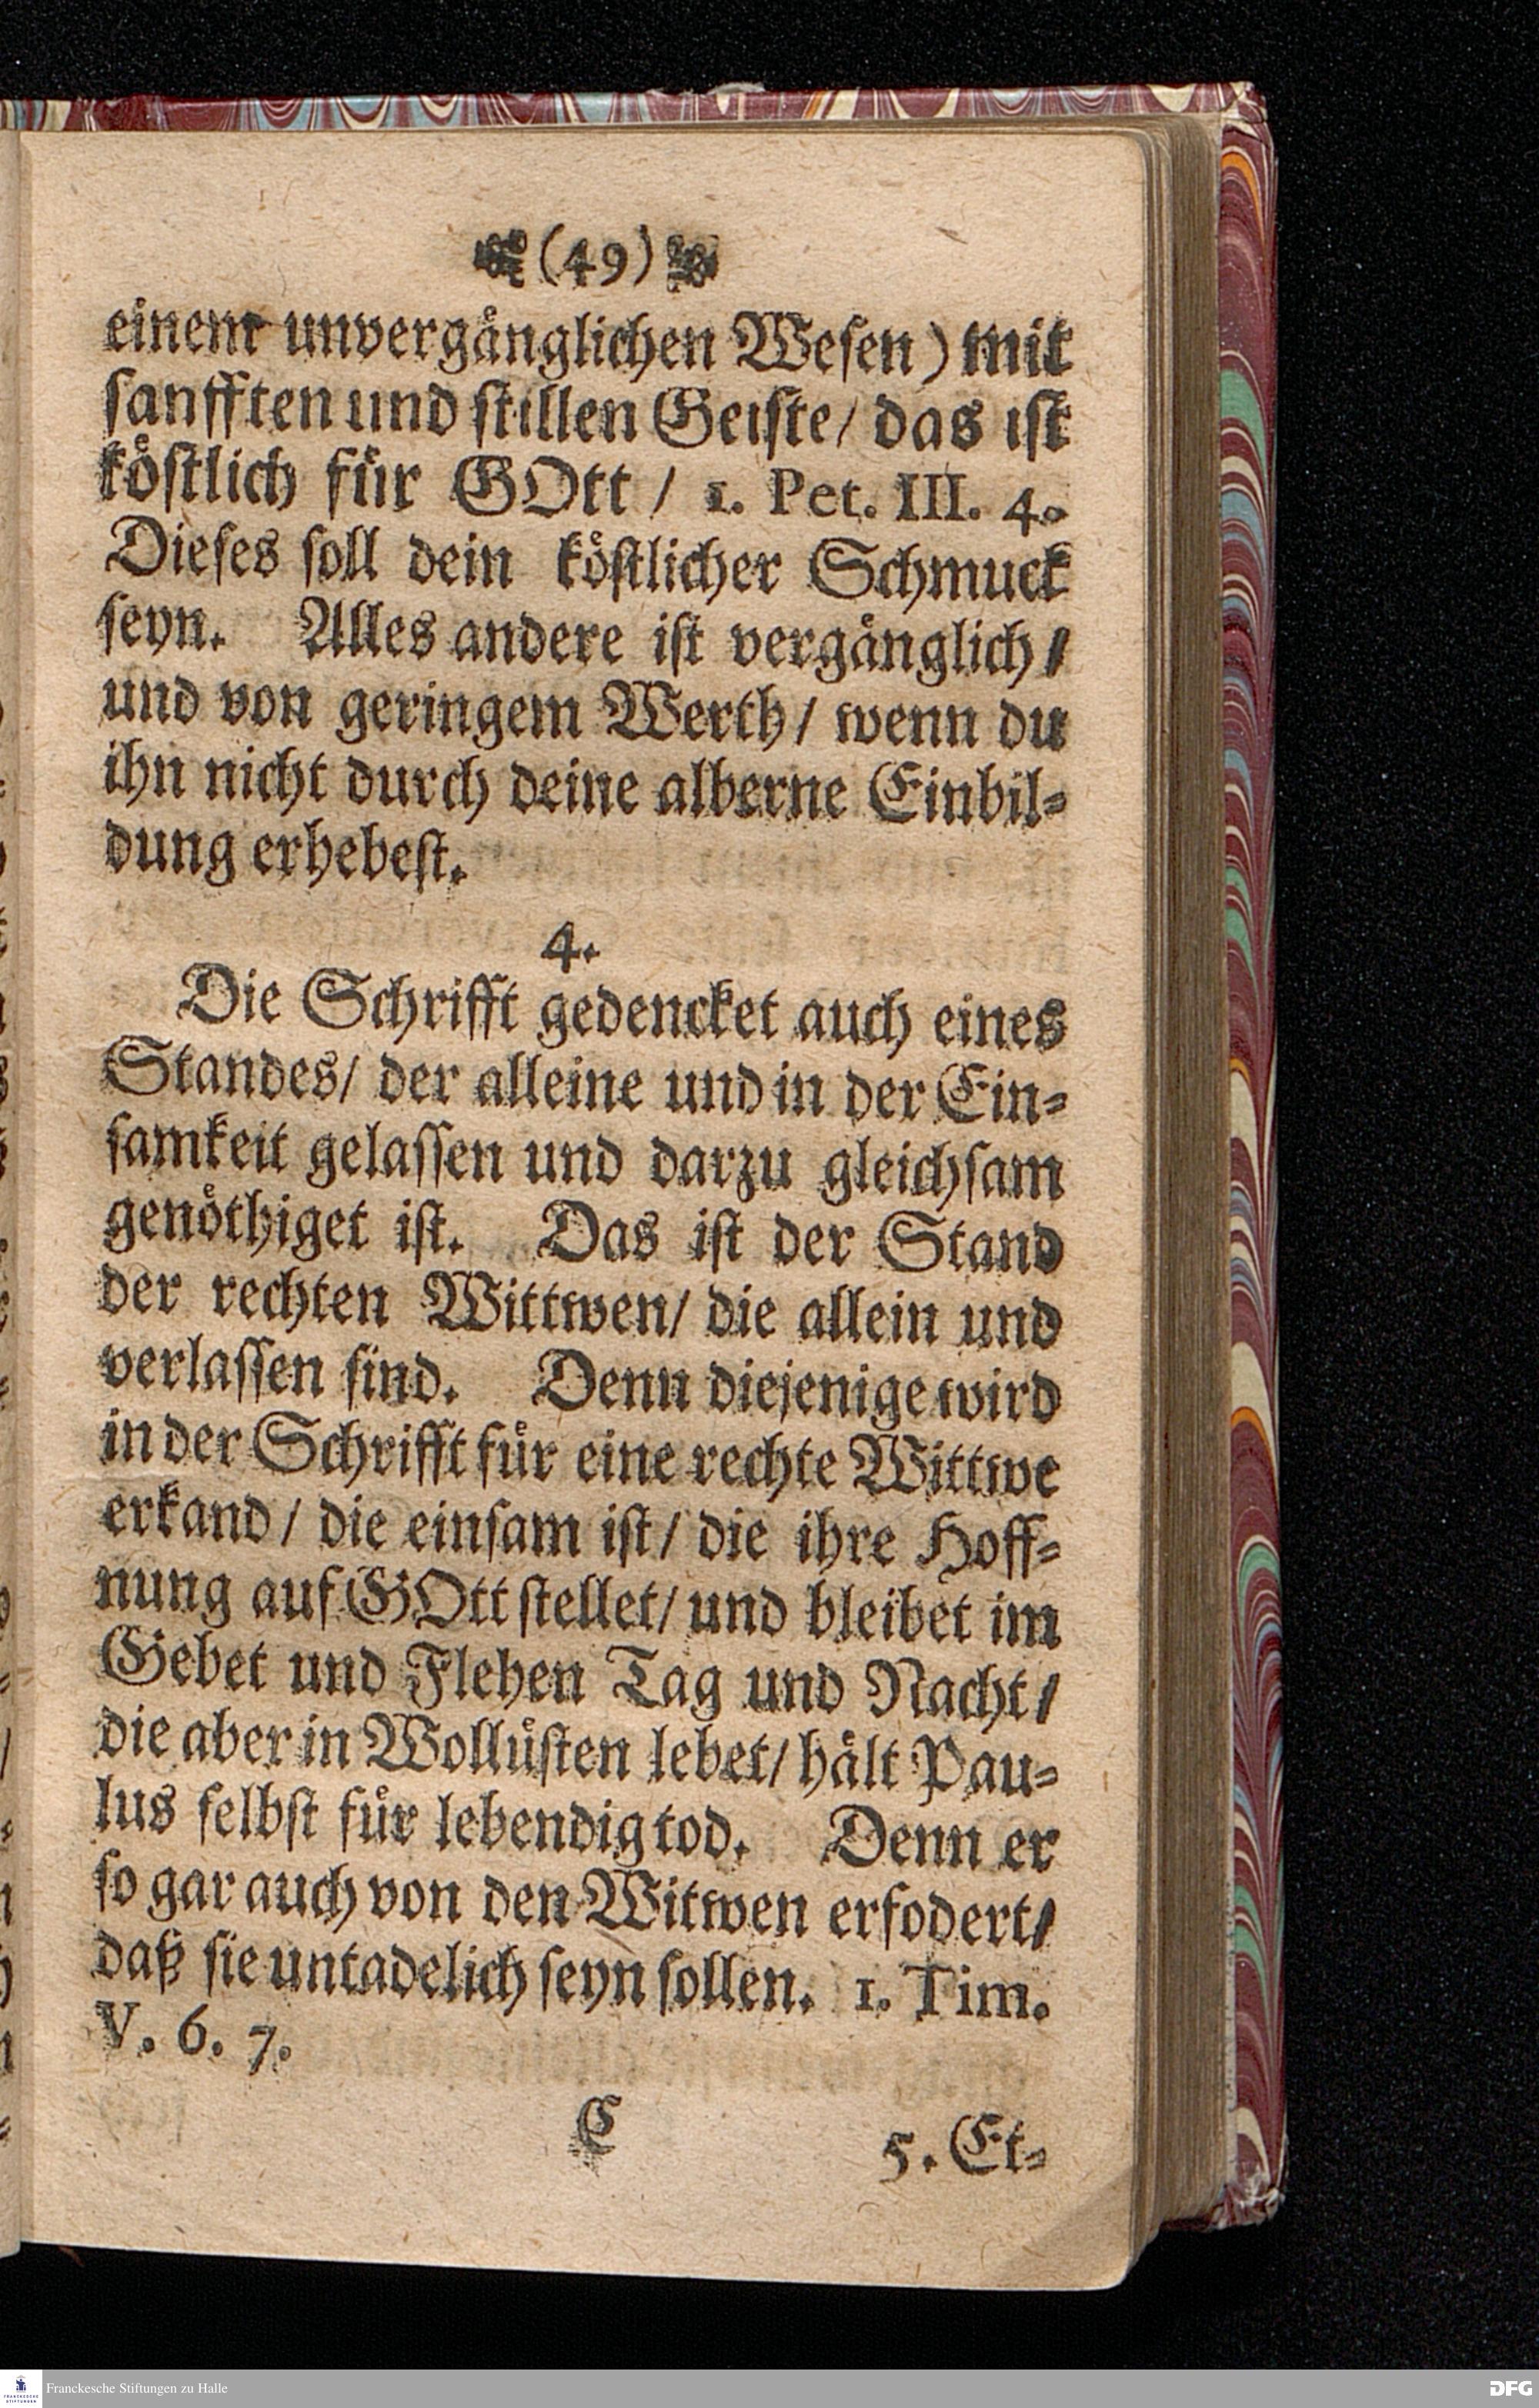 (49)
einem unvergänglichen Wesen) mit
sanfften und stillen Geiste/ das ist
köstlich für GOtt / 1. Pet. III. 4.
Dieses soll dein köstlicher Schmuck
seyn. Alles andere ist vergänglich/
und von geringem Werth/ wenn du
ihn nicht durch deine alberne Einbil-
dung erhebest.
4.
Die Schrifft gedencket auch eines
Standes/ der alleine und in der Ein-
samkeit gelassen und darzu gleichsam
genöthiget ist. Das ist der Stand
der rechten Wittwen/ die allein und
verlassen sind. Denn diejenige wird
in der Schrifft für eine rechte Wittwe
erkand/ die einsam ist/ die ihre Hoff-
nung auf GOtt stellet/ und bleibet im
Gebet und Flehen Tag und Nacht/
die aber in Wollüsten lebet/ hält Pau-
lus selbst für lebendig tod. Denn er
so gar auch von den Witwen erfodert/
daß sie untadelich seyn sollen. 1. Tim.
V. 6. 7.
C
5. Et-
Franckesche Stiftungen zu Halle
DFG